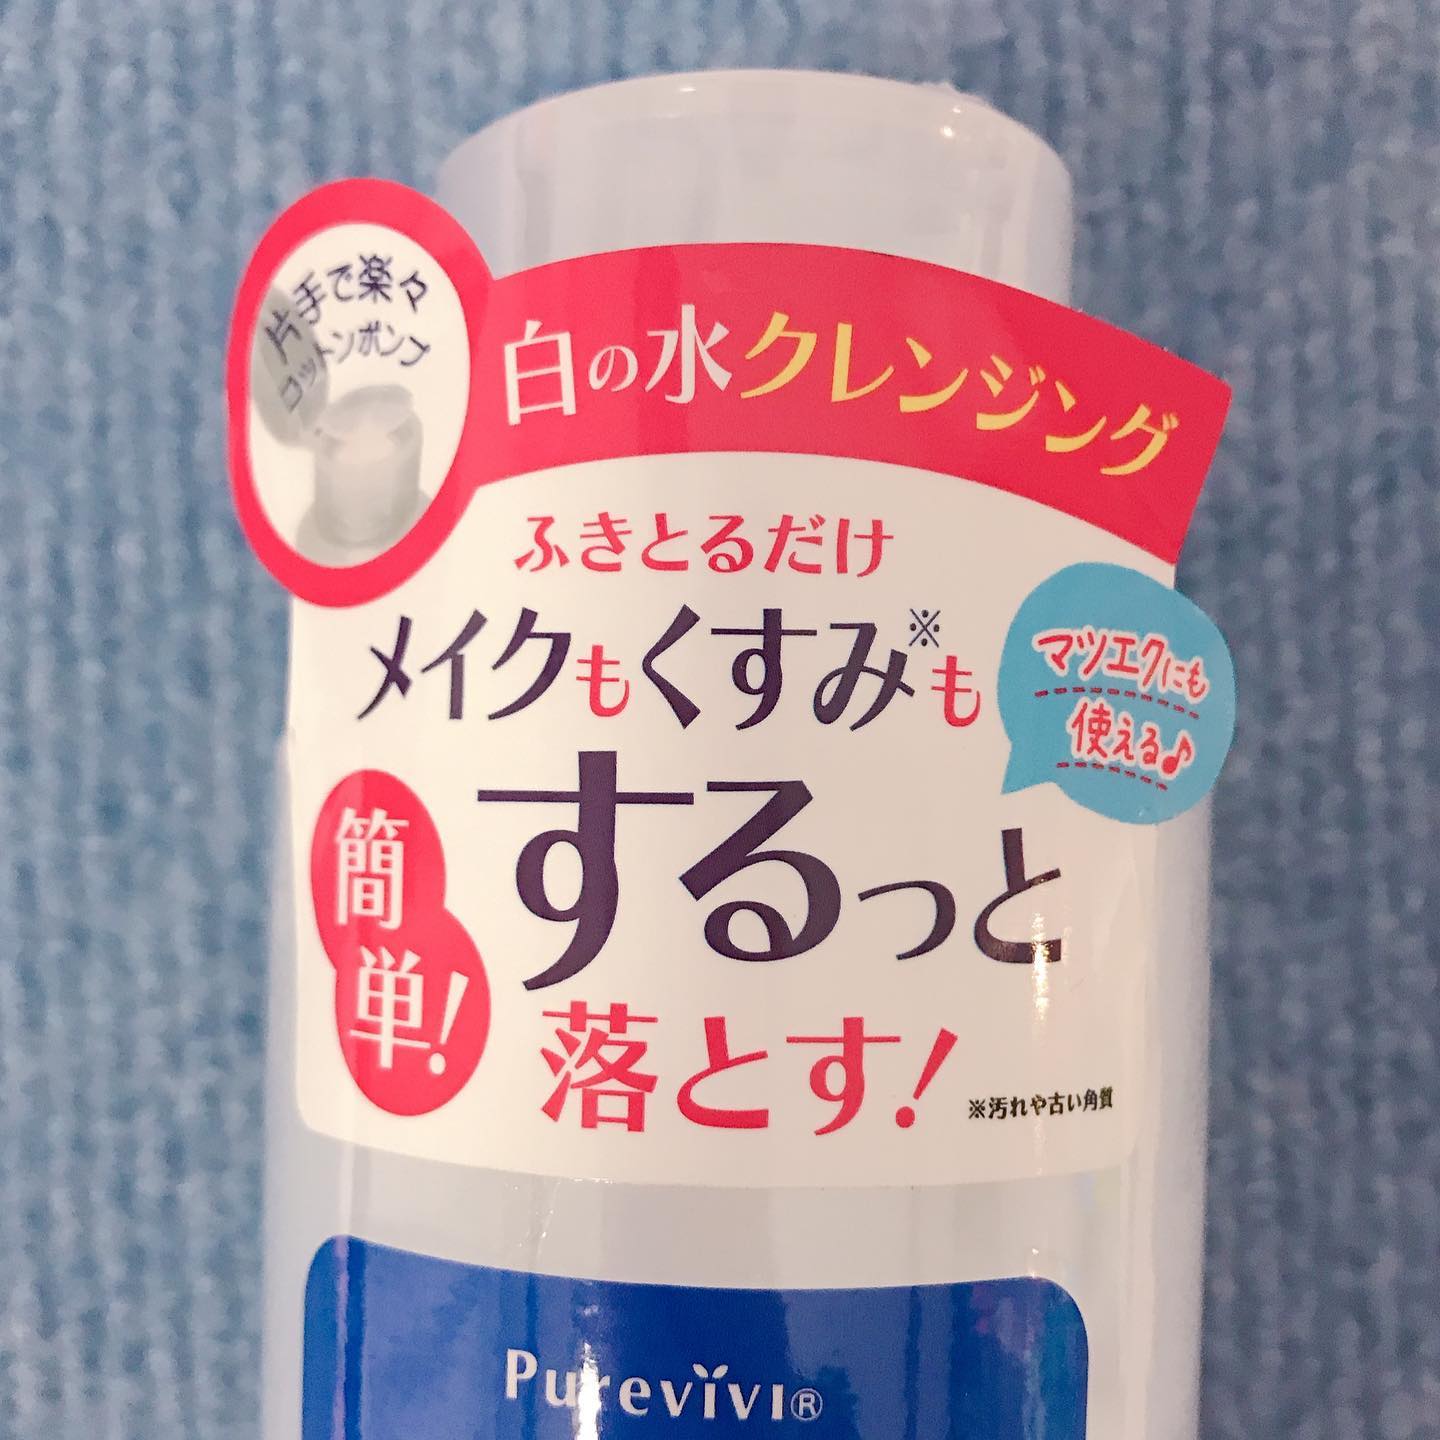 片手で楽々
コットンポンプ
白の水クレンジング
ふきとるだけ
メイクもくすみ※も
マツエクにも
使える♪
簡単!
するっと
落とす!
※汚れや古い角質
Purevivi®